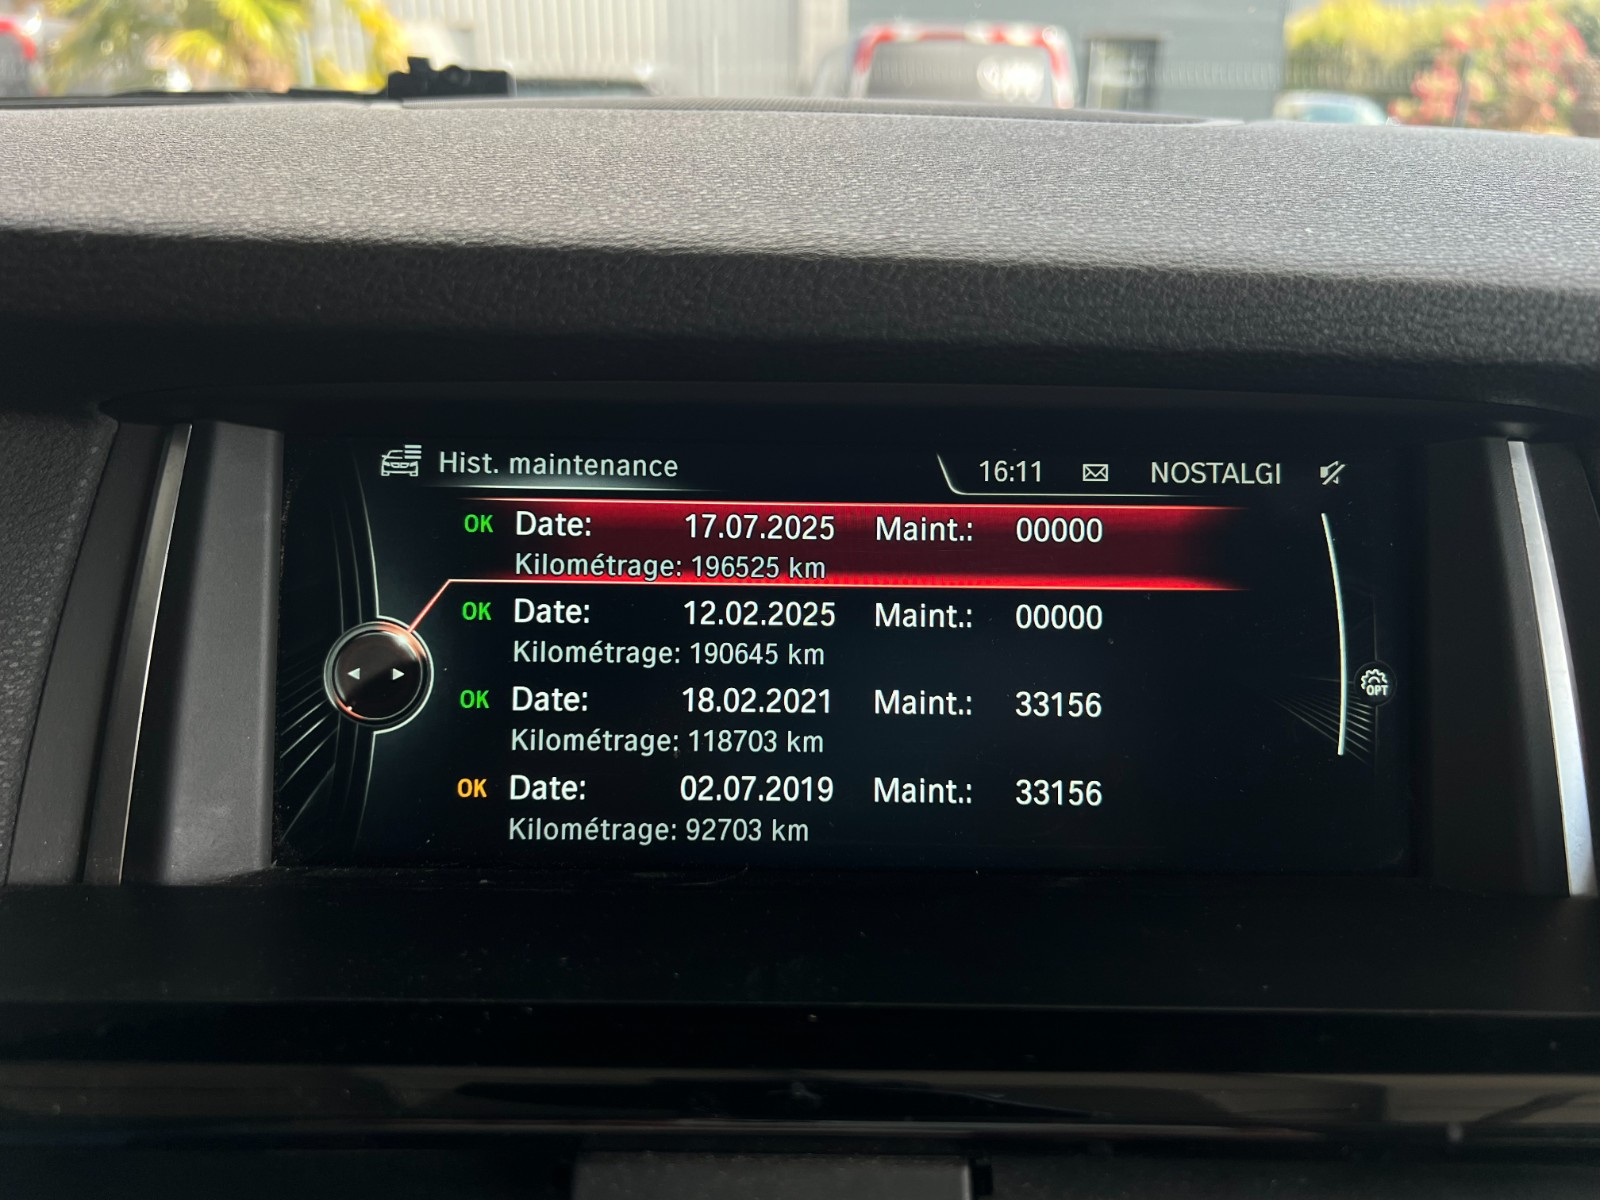 Hist. maintenance 16:11 NOSTALGI
OK Date: 17.07.2025 Maint.: 00000
Kilométrage: 196525 km
OK Date: 12.02.2025 Maint.: 00000
Kilométrage: 190645 km
OK Date: 18.02.2021 Maint.: 33156
Kilométrage: 118703 km
OPT
OK Date: 02.07.2019 Maint.: 33156
Kilométrage: 92703 km